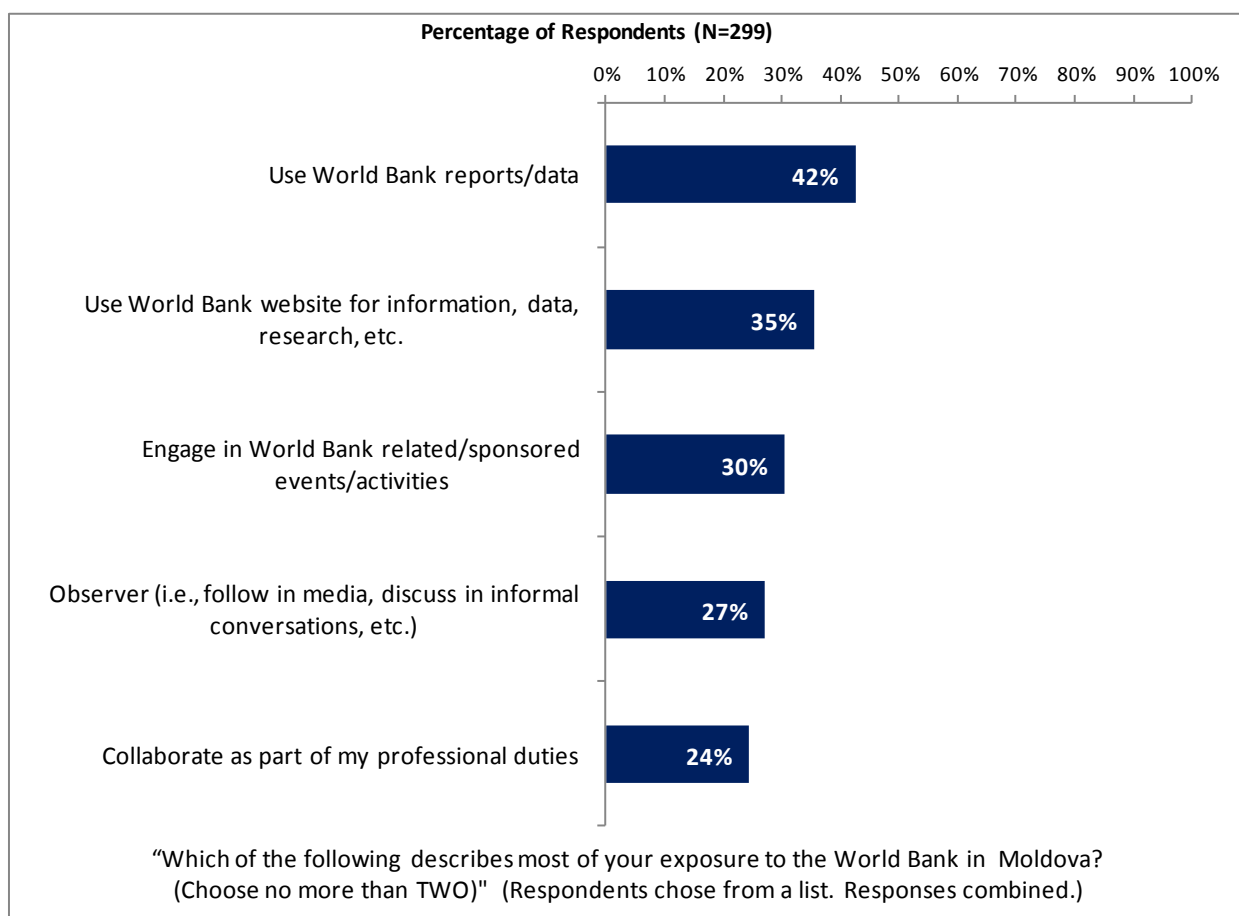 Percentage of Respondents (N=299)
0% 10% 20% 30% 40% 50% 60% 70% 80% 90% 100%
Use World Bank reports/data
42%
Use World Bank website for information, data,
research, etc.
35%
Engage in World Bank related/sponsored
events/activities
30%
Observer (i.e., follow in media, discuss in informal
conversations, etc.)
27%
Collaborate as part of my professional duties
24%
“Which of the following describes most of your exposure to the World Bank in Moldova?
(Choose no more than TWO)" (Respondents chose from a list. Responses combined.)